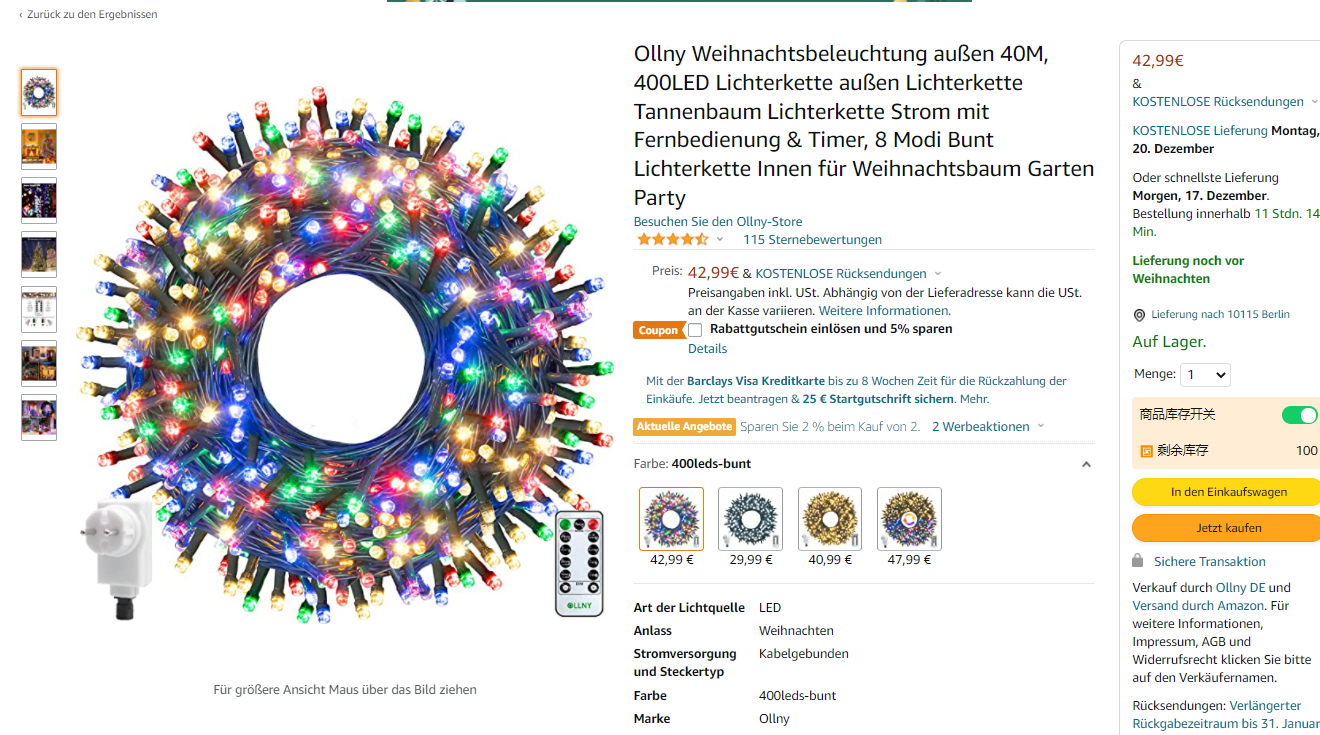 ‹ Zurück zu den Ergebnissen
Ollny Weihnachtsbeleuchtung außen 40M,
400LED Lichterkette außen Lichterkette
Tannenbaum Lichterkette Strom mit
Fernbedienung & Timer, 8 Modi Bunt
Lichterkette Innen für Weihnachtsbaum Garten
Party
Besuchen Sie den Ollny-Store
115 Sternebewertungen
Preis: 42,99€ & KOSTENLOSE Rücksendungen
Preisangaben inkl. USt. Abhängig von der Lieferadresse kann die USt.
an der Kasse variieren. Weitere Informationen.
Coupon Rabattgutschein einlösen und 5% sparen
Details
Mit der Barclays Visa Kreditkarte bis zu 8 Wochen Zeit für die Rückzahlung der
Einkäufe. Jetzt beantragen & 25 € Startgutschrift sichern. Mehr.
Aktuelle Angebote Sparen Sie 2 % beim Kauf von 2. 2 Werbeaktionen
Farbe: 400leds-bunt
42,99 € 29,99 € 40,99 € 47,99 €
Art der Lichtquelle LED
Anlass Weihnachten
Stromversorgung Kabelgebunden
und Steckertyp
Farbe 400leds-bunt
Marke Ollny
OLLNY
Für größere Ansicht Maus über das Bild ziehen
42,99€
&
KOSTENLOSE Rücksendungen
KOSTENLOSE Lieferung Montag,
20. Dezember
Oder schnellste Lieferung
Morgen, 17. Dezember.
Bestellung innerhalb 11 Stdn. 14
Min.
Lieferung noch vor
Weihnachten
Lieferung nach 10115 Berlin
Auf Lager.
Menge: 1
商品库存开关
剩余库存 100
In den Einkaufswagen
Jetzt kaufen
Sichere Transaktion
Verkauf durch Ollny DE und
Versand durch Amazon. Für
weitere Informationen,
Impressum, AGB und
Widerrufsrecht klicken Sie bitte
auf den Verkäufernamen.
Rücksendungen: Verlängerter
Rückgabezeitraum bis 31. Januar